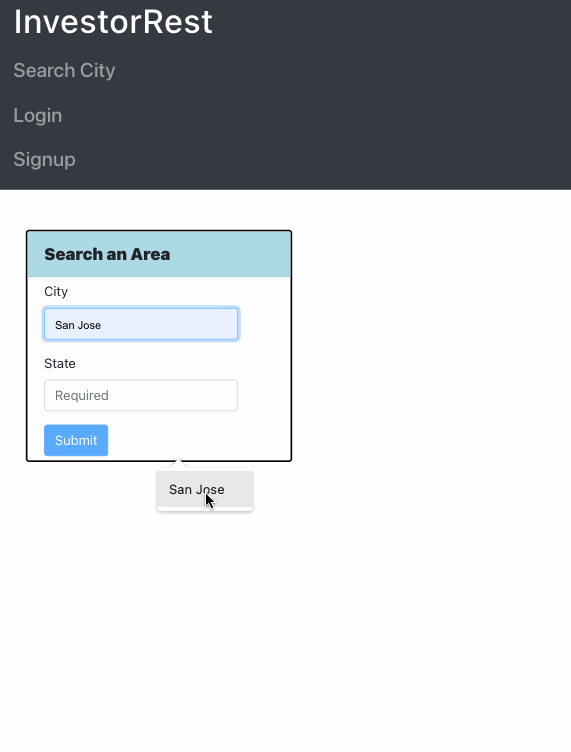 InvestorRest
Search City
Login
Signup
Search an Area
City
San Jose
State
Required
Submit
San Jose